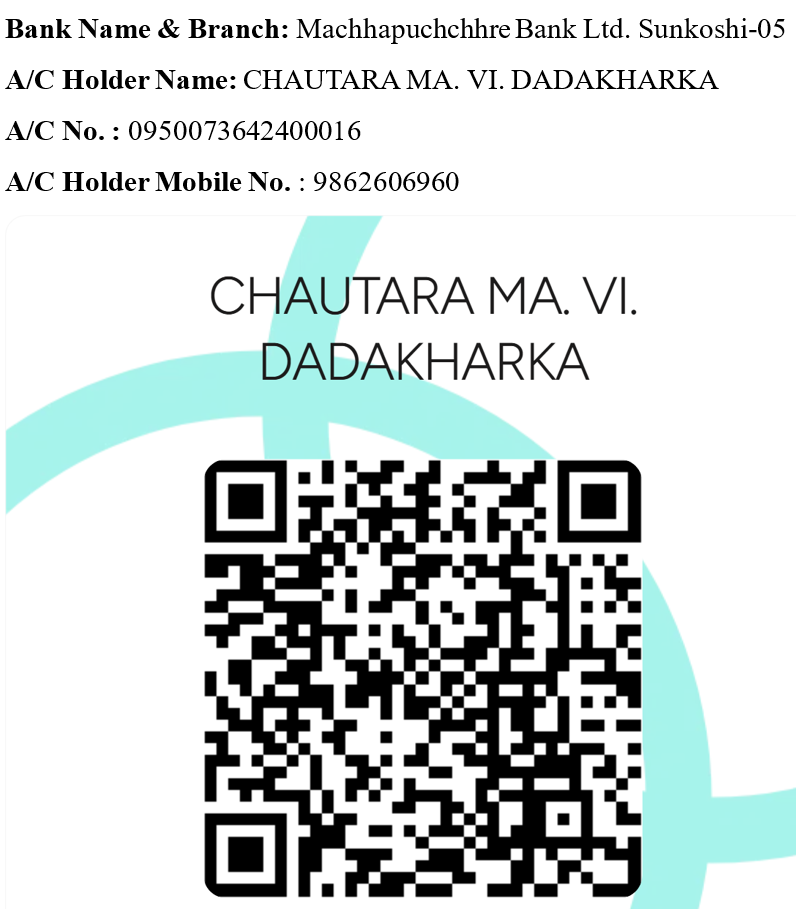 Bank Name & Branch: Machhapuchchhre Bank Ltd. Sunkoshi-05
A/C Holder Name: CHAUTARA MA. VI. DADAKHARKA
A/C No. : 0950073642400016
A/C Holder Mobile No. : 9862606960
CHAUTARA MA. VI.
DADAKHARKA